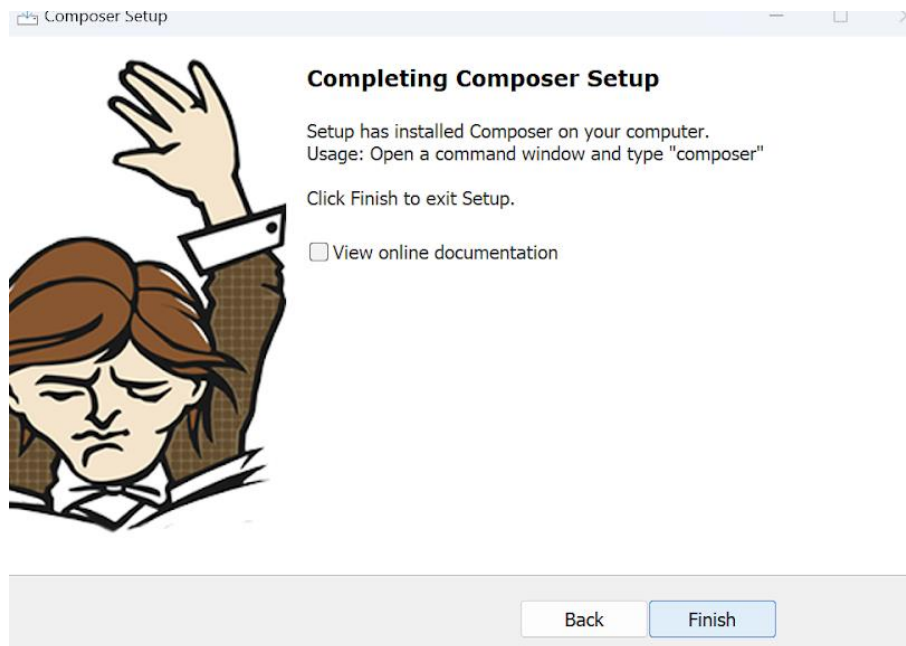 Composer Setup
Completing Composer Setup
Setup has installed Composer on your computer.
Usage: Open a command window and type "composer"
Click Finish to exit Setup.
View online documentation
Back
Finish